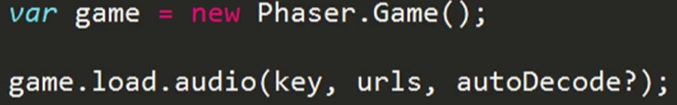 var game = new Phaser.Game();
game.load.audio(key, urls, autoDecode?);